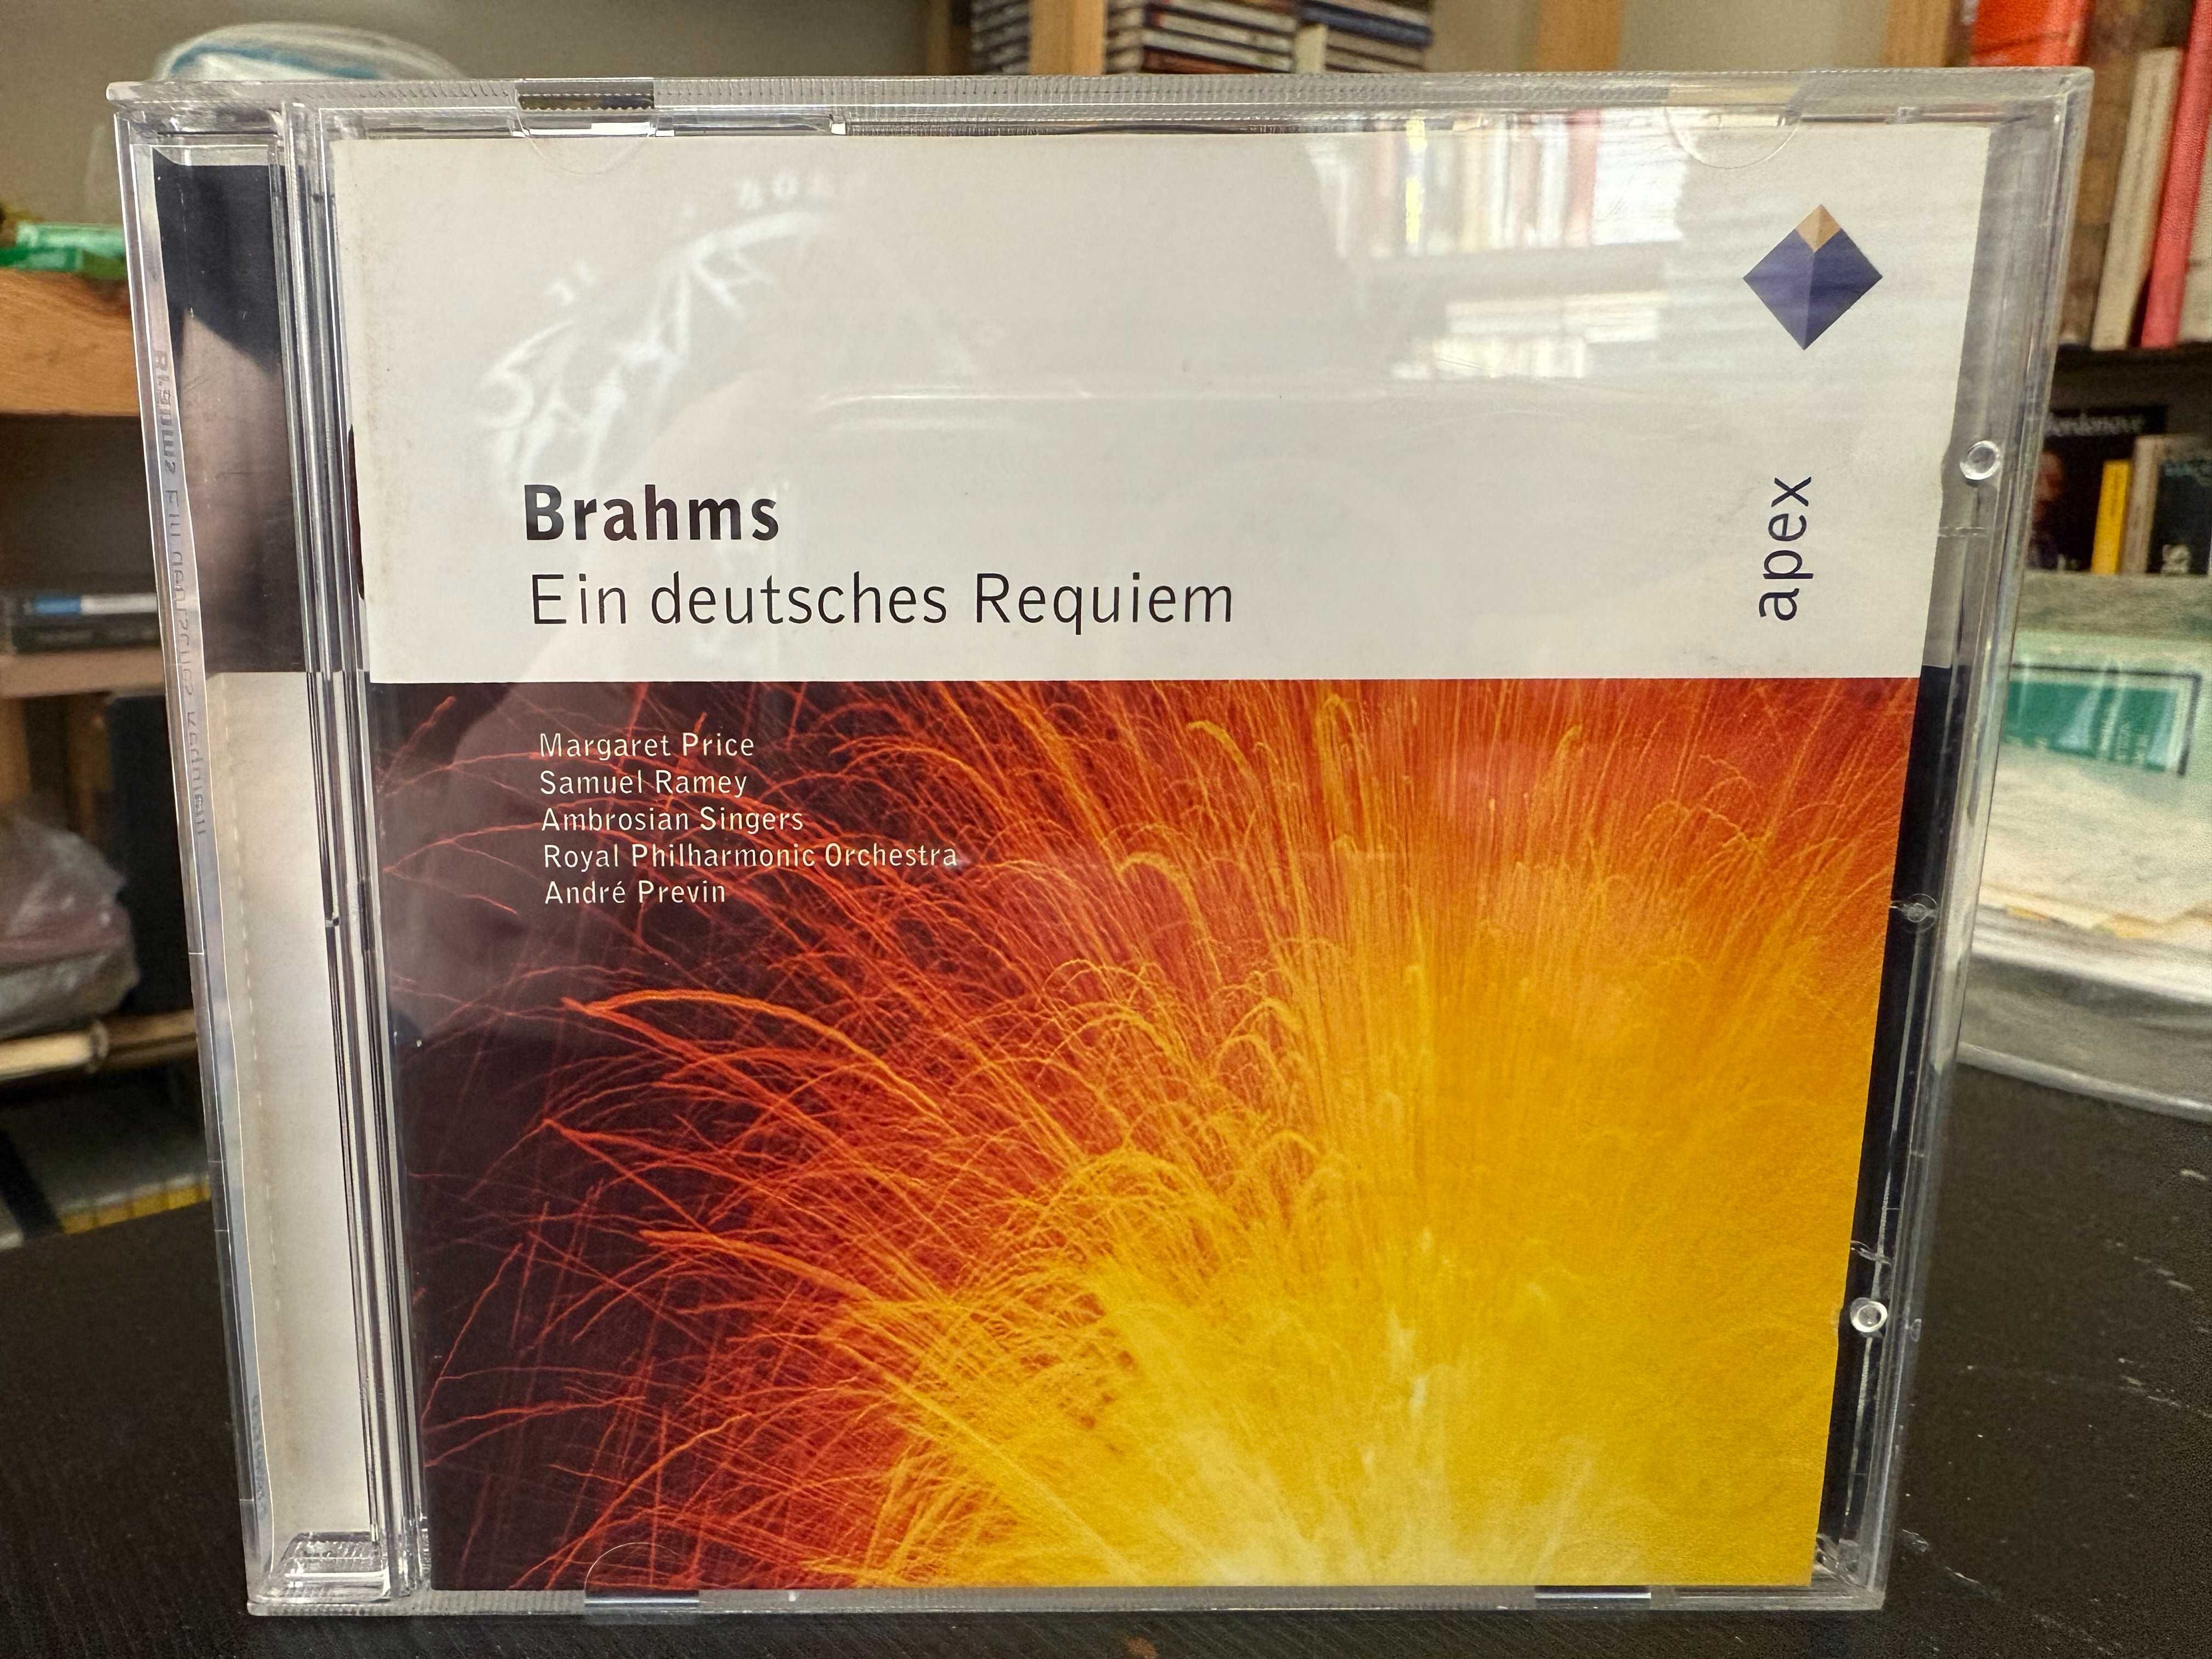 Brahms
Ein deutsches Requiem
apex
Margaret Price
Samuel Ramey
Ambrosian Singers
Royal Philharmonic Orchestra
André Previn